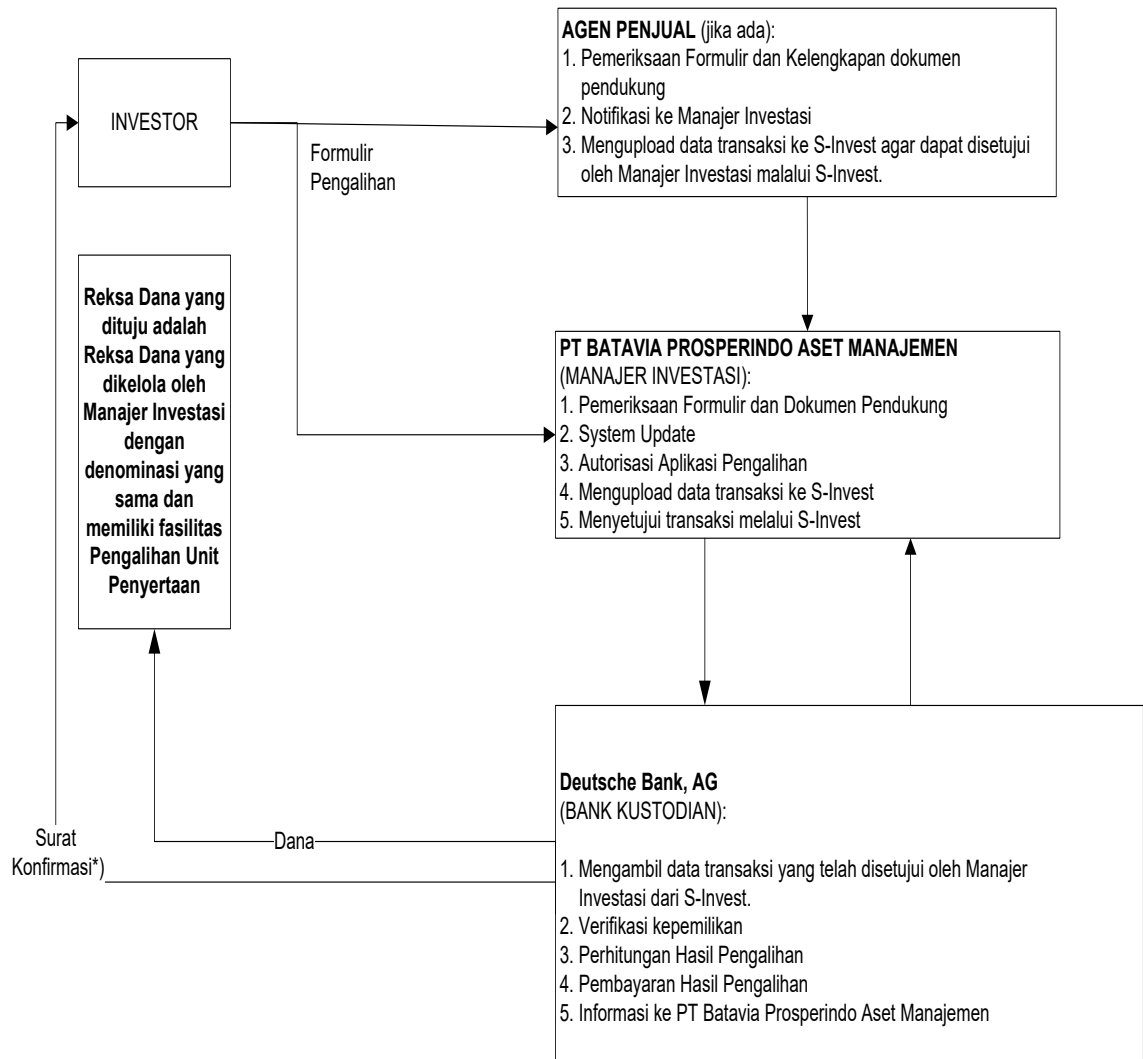 AGEN PENJUAL (jika ada):
1. Pemeriksaan Formulir dan Kelengkapan dokumen
pendukung
2. Notifikasi ke Manajer Investasi
3. Mengupload data transaksi ke S-Invest agar dapat disetujui
oleh Manajer Investasi malalui S-Invest.
INVESTOR
Formulir
Pengalihan
Reksa Dana yang
dituju adalah
Reksa Dana yang
dikelola oleh
Manajer Investasi
dengan
denominasi yang
sama dan
memiliki fasilitas
Pengalihan Unit
Penyertaan
PT BATAVIA PROSPERINDO ASET MANAJEMEN
(MANAJER INVESTASI):
1. Pemeriksaan Formulir dan Dokumen Pendukung
2. System Update
3. Autorisasi Aplikasi Pengalihan
4. Mengupload data transaksi ke S-Invest
5. Menyetujui transaksi melalui S-Invest
Surat
Konfirmasi*)
Dana
Deutsche Bank, AG
(BANK KUSTODIAN):
1. Mengambil data transaksi yang telah disetujui oleh Manajer
Investasi dari S-Invest.
2. Verifikasi kepemilikan
3. Perhitungan Hasil Pengalihan
4. Pembayaran Hasil Pengalihan
5. Informasi ke PT Batavia Prosperindo Aset Manajemen